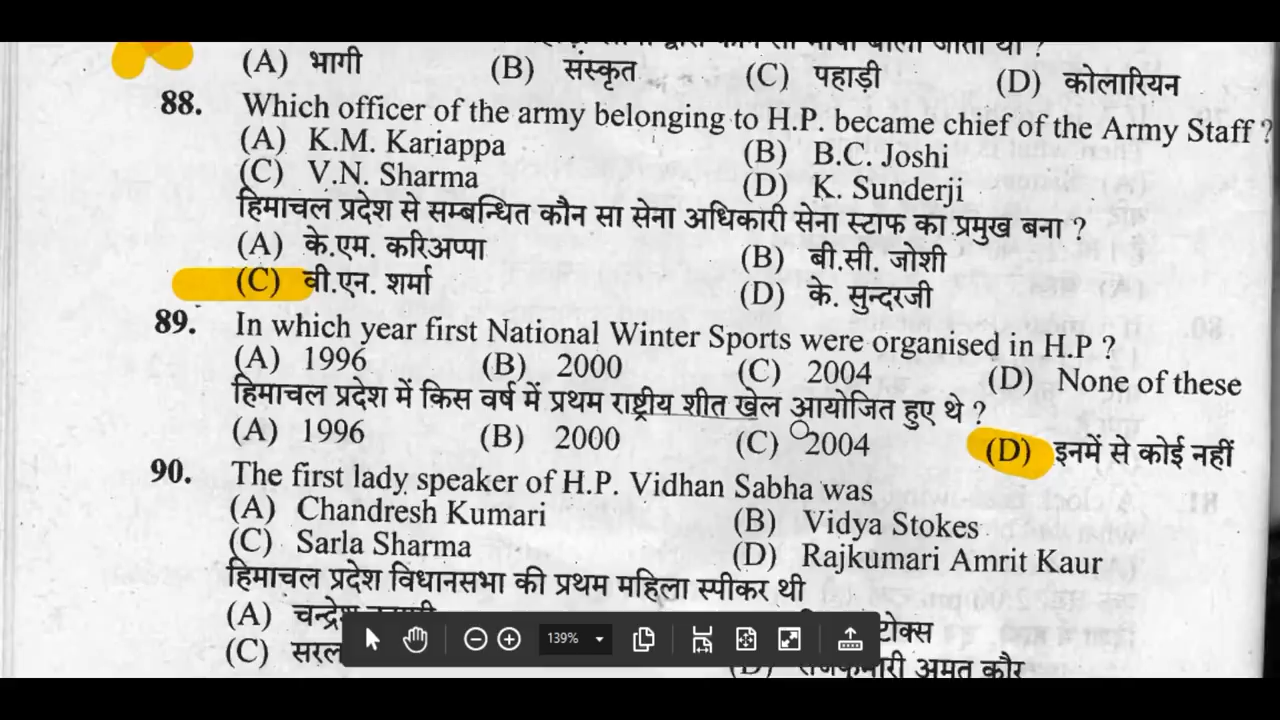 (A) भागी (B) संस्कृत (C) पहाड़ी (D) कोलारियन
88. Which officer of the army belonging to H.P. became chief of the Army Staff ?
(A) K.M. Kariappa (B) B.C. Joshi
(C) V.N. Sharma (D) K. Sunderji
हिमाचल प्रदेश से सम्बन्धित कौन सा सेना अधिकारी सेना स्टाफ का प्रमुख बना ?
(A) के.एम. करिअप्पा (B) बी.सी. जोशी
(C) वी.एन. शर्मा (D) के. सुन्दरजी
89. In which year first National Winter Sports were organised in H.P ?
(A) 1996 (B) 2000 (C) 2004 (D) None of these
हिमाचल प्रदेश में किस वर्ष में प्रथम राष्ट्रीय शीत खेल आयोजित हुए थे ?
(A) 1996 (B) 2000 (C) 2004 (D) इनमें से कोई नहीं
90. The first lady speaker of H.P. Vidhan Sabha was
(A) Chandresh Kumari (B) Vidya Stokes
(C) Sarla Sharma (D) Rajkumari Amrit Kaur
हिमाचल प्रदेश विधानसभा की प्रथम महिला स्पीकर थी
(A)
(C)
139%